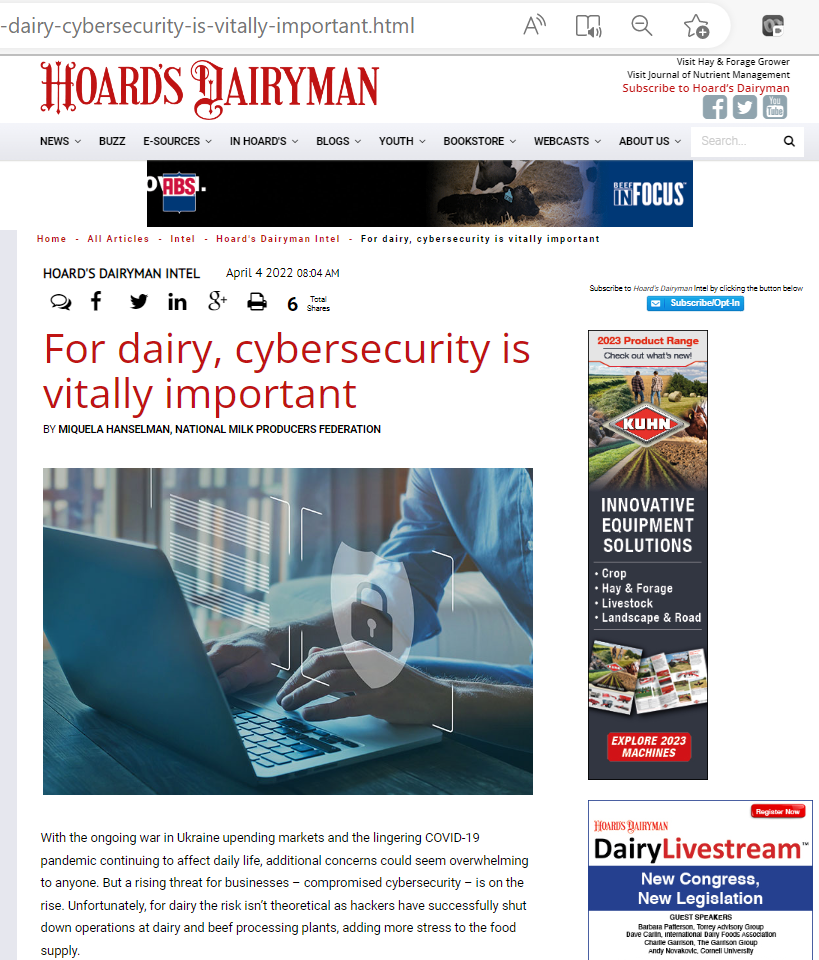 -dairy-cybersecurity-is-vitally-important.html
HOARD'S DAIRYMAN
Visit Hay & Forage Grower
Visit Journal of Nutrient Management
Subscribe to Hoard's Dairyman
You
Tube
NEWS BUZZ E-SOURCES IN HOARD'S BLOGS YOUTH BOOKSTORE WEBCASTS ABOUT US Search...
ABS
BEEF
INFOCUS
Home - All Articles - Intel - Hoard's Dairyman Intel - For dairy, cybersecurity is vitally important
HOARD'S DAIRYMAN INTEL April 4 2022 08:04 AM
6 Total
Shares
For dairy, cybersecurity is
vitally important
BY MIQUELA HANSELMAN, NATIONAL MILK PRODUCERS FEDERATION
With the ongoing war in Ukraine upending markets and the lingering COVID-19
pandemic continuing to affect daily life, additional concerns could seem overwhelming
to anyone. But a rising threat for businesses – compromised cybersecurity – is on the
rise. Unfortunately, for dairy the risk isn't theoretical as hackers have successfully shut
down operations at dairy and beef processing plants, adding more stress to the food
supply.
Subscribe to Hoard's Dairyman Intel by clicking the button below
Subscribe/Opt-In
2023 Product Range
Check out what's new!
KUHN
INNOVATIVE
EQUIPMENT
SOLUTIONS
• Crop
• Hay & Forage
• Livestock
• Landscape & Road
EXPLORE 2023
MACHINES
Register Now
HOARD'S DAIRYMAN
DairyLivestream™
New Congress,
New Legislation
GUEST SPEAKERS
Barbara Patterson, Torrey Advisory Group
Dave Carlin, International Dairy Foods Association
Charlie Garrison, The Garrison Group
Andy Novakovic, Cornell University